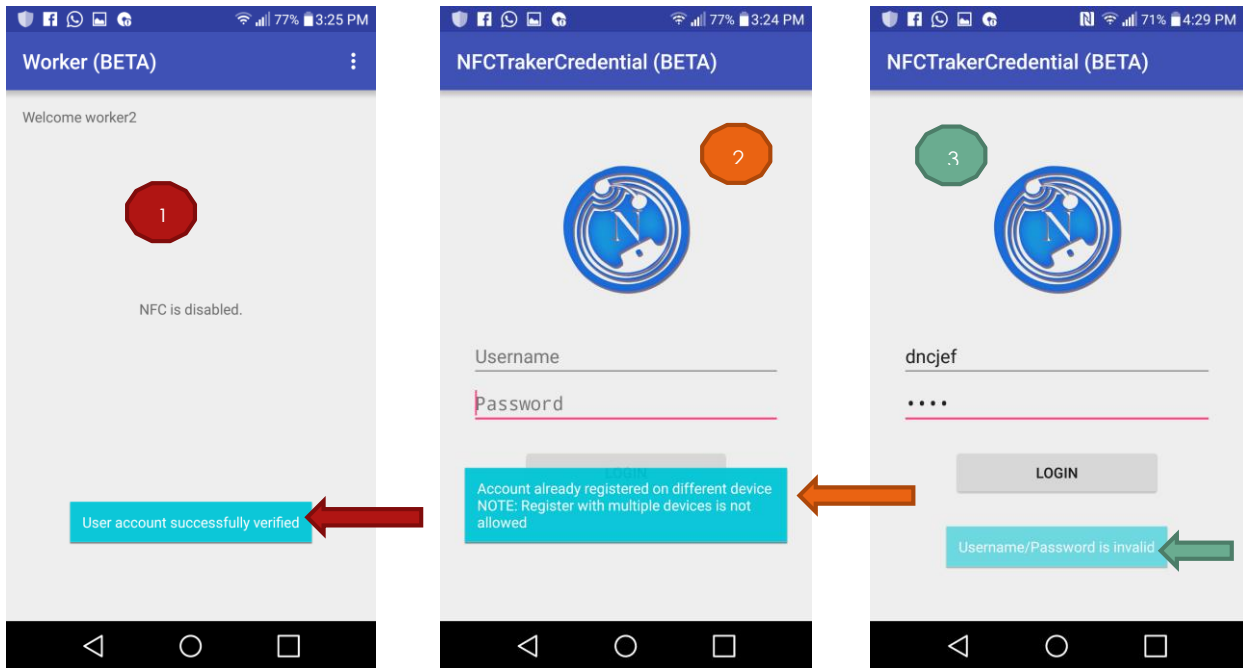 77% 3:25 PM
Worker (BETA)
Welcome worker2
1
NFC is disabled.
User account successfully verified
77% 3:24 PM
NFCTrakerCredential (BETA)
2
N
Username
Password
LOGIN
Account already registered on different device
NOTE: Register with multiple devices is not
allowed
71% 4:29 PM
NFCTrakerCredential (BETA)
3
N
dncjef
••••
LOGIN
Username/Password is invalid